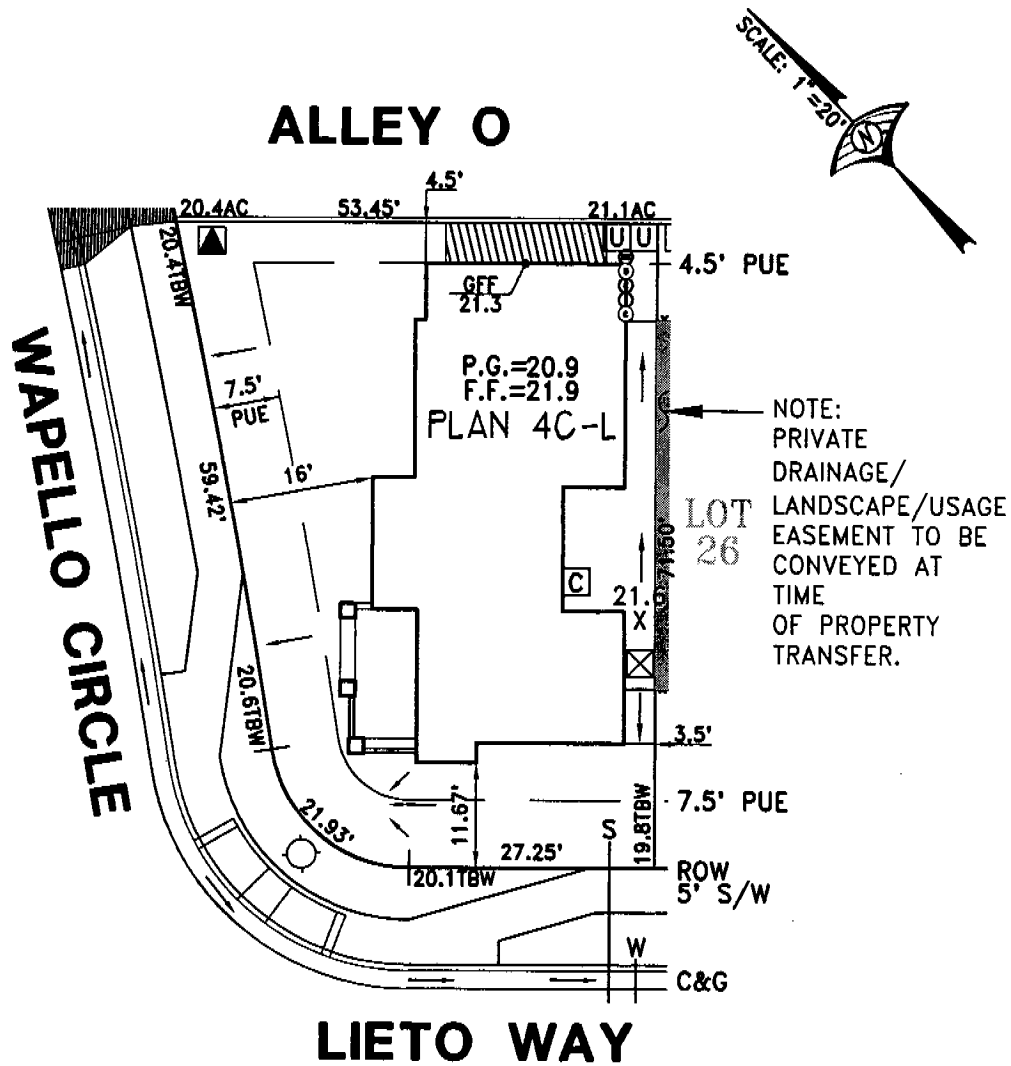 SCALE: 1"=20'
N
ALLEY O
4.5'
20.4AC
53.45'
21.1AC
U U
4.5' PUE
20.4TBW
GFF
21.3
P.G.=20.9
F.F.=21.9
PLAN 4C-L
7.5'
PUE
NOTE:
PRIVATE
DRAINAGE/
LANDSCAPE/USAGE
EASEMENT TO BE
CONVEYED AT
TIME
OF PROPERTY
TRANSFER.
WAPELLO CIRCLE
59.42'
16'
LOT
26
71.50'
C
X
20.6TBW
3.5'
7.5' PUE
21.93'
11.67'
27.25'
S
19.8TBW
20.1TBW
ROW
5' S/W
W
C&G
LIETO WAY